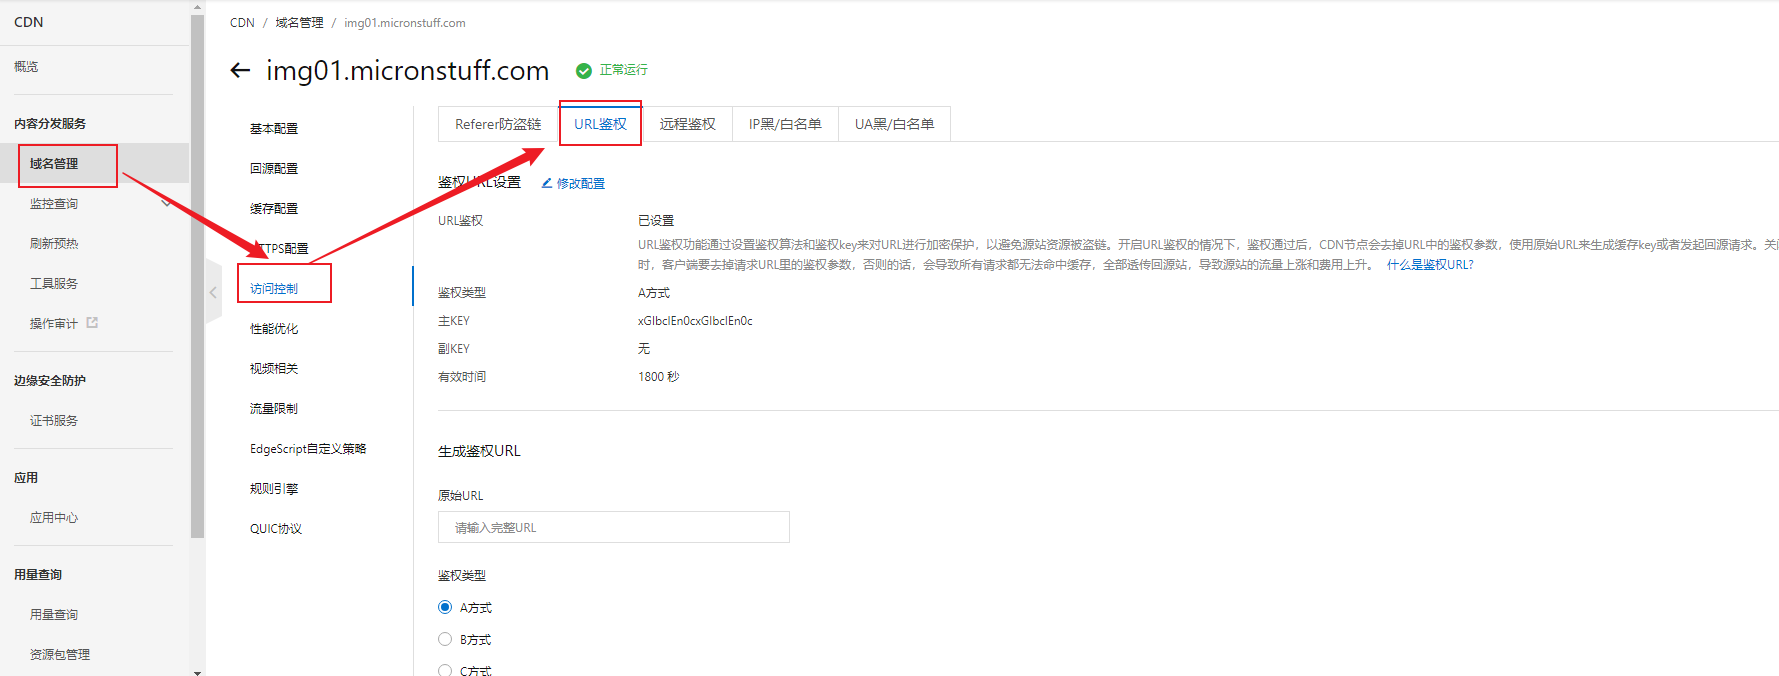 CDN
概览
内容分发服务
域名管理
监控查询
刷新预热
工具服务
操作审计
边缘安全防护
证书服务
应用
应用中心
用量查询
用量查询
资源包管理
CDN / 域名管理 / img01.micronstuff.com
img01.micronstuff.com 正常运行
基本配置
回源配置
缓存配置
TTPS配置
访问控制
性能优化
视频相关
流量限制
EdgeScript自定义策略
规则引擎
QUIC协议
Referer防盗链 URL鉴权 远程鉴权 IP黑/白名单 UA黑/白名单
鉴权URL设置 修改配置
URL鉴权 已设置
URL鉴权功能通过设置鉴权算法和鉴权key来对URL进行加密保护，以避免源站资源被盗链。开启URL鉴权的情况下，鉴权通过后，CDN节点会去掉URL中的鉴权参数，使用原始URL来生成缓存key或者发起回源请求。关
时，客户端要去掉请求URL里的鉴权参数，否则的话，会导致所有请求都无法命中缓存，全部透传回源站，导致源站的流量上涨和费用上升。 什么是鉴权URL?
鉴权类型 A方式
主KEY xGlbclEn0cxGlbclEn0c
副KEY 无
有效时间 1800 秒
生成鉴权URL
原始URL
请输入完整URL
鉴权类型
A方式
B方式
C方式